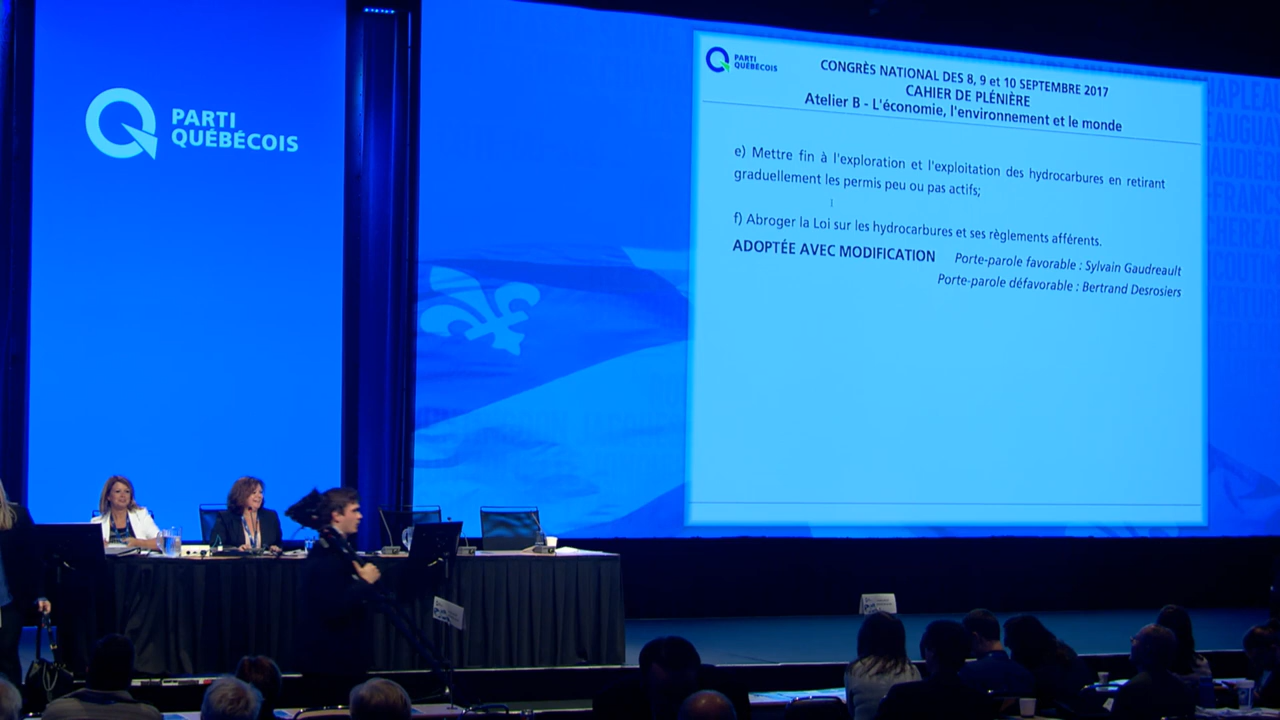 PARTI
QUÉBÉCOIS
PARTI
QUÉBÉCOIS
CONGRÈS NATIONAL DES 8, 9 et 10 SEPTEMBRE 2017
CAHIER DE PLÉNIÈRE
Atelier B - L'économie, l'environnement et le monde
e) Mettre fin à l'exploration et l'exploitation des hydrocarbures en retirant
graduellement les permis peu ou pas actifs;
f) Abroger la Loi sur les hydrocarbures et ses règlements afférents.
ADOPTÉE AVEC MODIFICATION Porte-parole favorable : Sylvain Gaudreault
Porte-parole défavorable : Bertrand Desrosiers